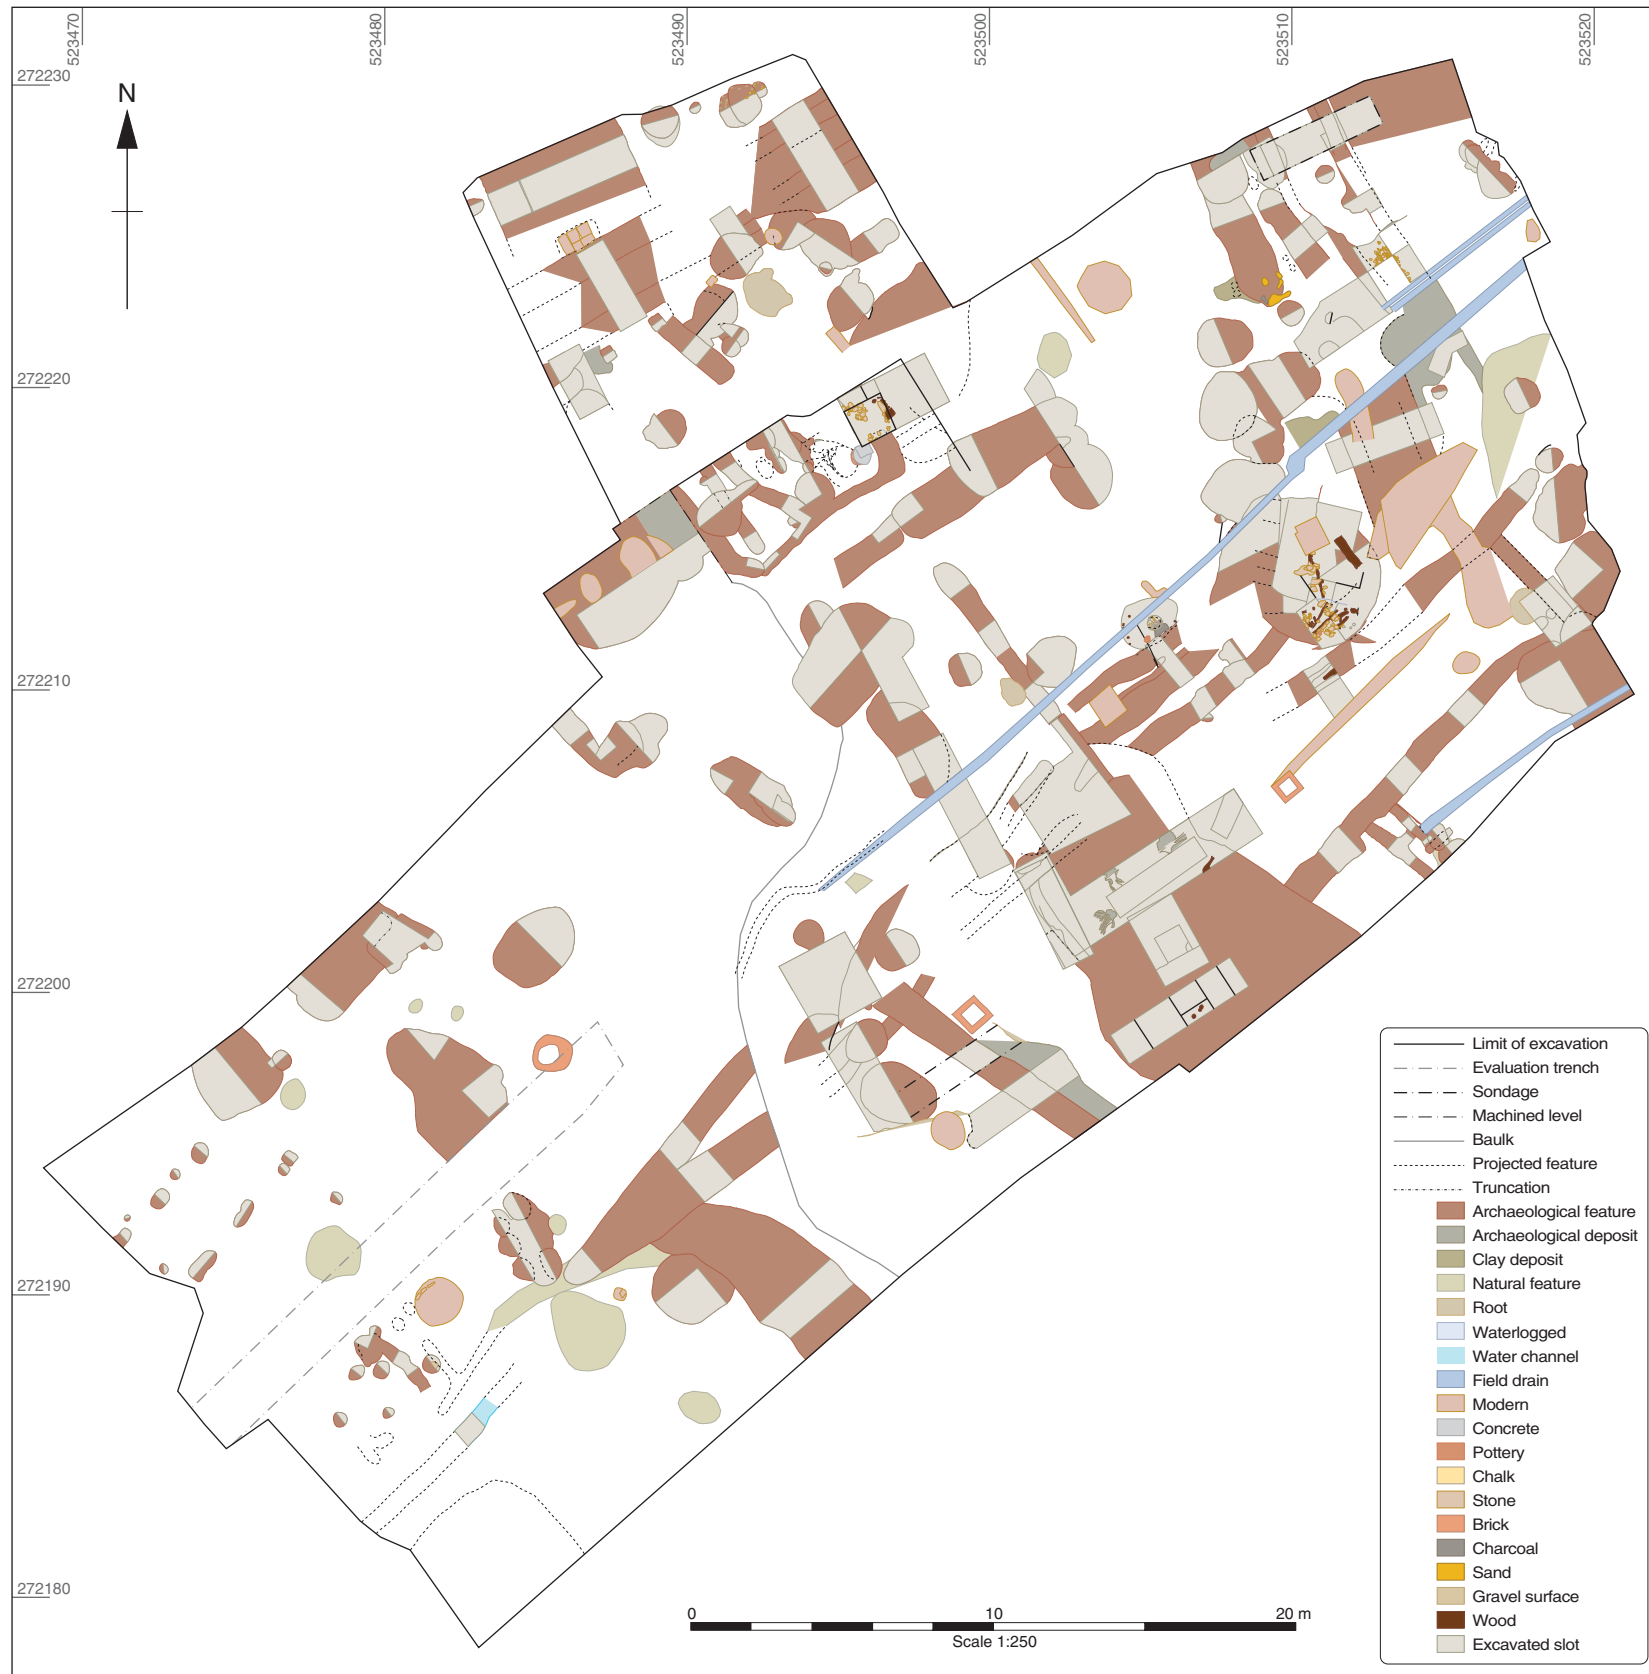 523470
523480
523490
523500
523510
523520
272230
N
272220
272210
272200
272190
272180
Limit of excavation
Evaluation trench
Sondage
Machined level
Baulk
Projected feature
Truncation
Archaeological feature
Archaeological deposit
Clay deposit
Natural feature
Root
Waterlogged
Water channel
Field drain
Modern
Concrete
Pottery
Chalk
Stone
Brick
Charcoal
Sand
Gravel surface
Wood
Excavated slot
0 10 20 m
Scale 1:250